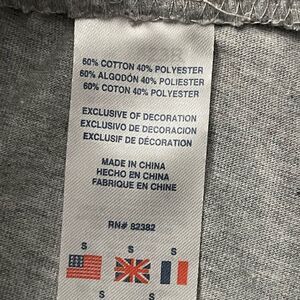 60% COTTON 40% POLYESTER
60% ALGODÓN 40% POLIESTER
60% COTON 40% POLYESTER
EXCLUSIVE OF DECORATION
EXCLUSIVO DE DECORACION
EXCLUSIF DE DÉCORATION
MADE IN CHINA
HECHO EN CHINA
FABRIQUE EN CHINE
RN# 82382
S S S
S S